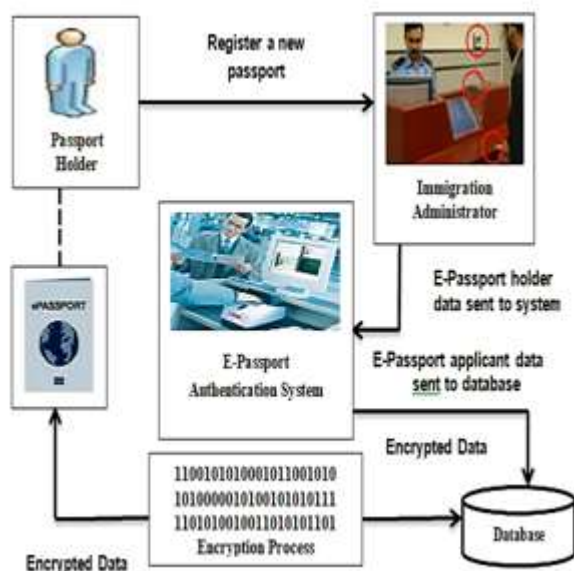 Register a new
passport
Passport
Holder
Immigration
Administrator
ePASSPORT
E-Passport holder
data sent to system
E-Passport
Authentication System
E-Passport applicant data
sent to database
Encrypted Data
1100101010001011001010
1010000010100101010111
1101010010011010101101
Encryption Process
Database
Encrypted Data